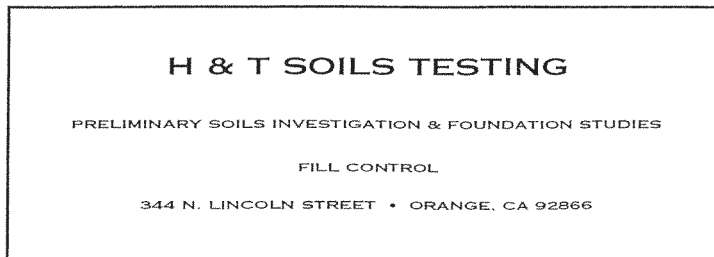 H & T SOILS TESTING
PRELIMINARY SOILS INVESTIGATION & FOUNDATION STUDIES
FILL CONTROL
344 N. LINCOLN STREET • ORANGE, CA 92866